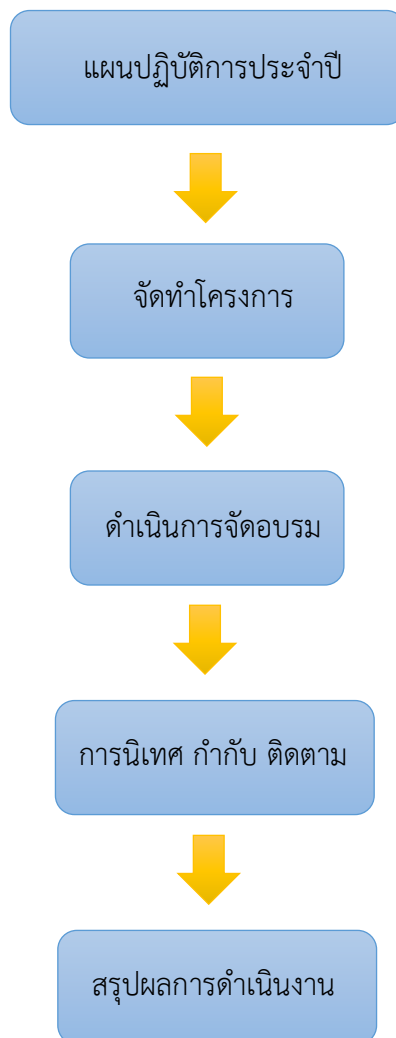 แผนปฏิบัติการประจำปี
จัดทำโครงการ
ดำเนินการจัดอบรม
การนิเทศ กำกับ ติดตาม
สรุปผลการดำเนินงาน